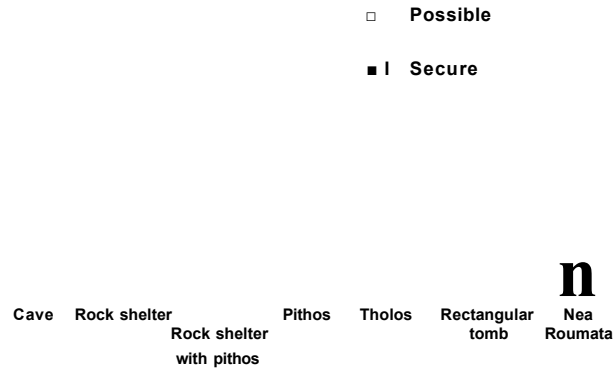 □ Possible
■ I Secure
n
Cave Rock shelter Pithos Tholos Rectangular Nea
Rock shelter tomb Roumata
with pithos